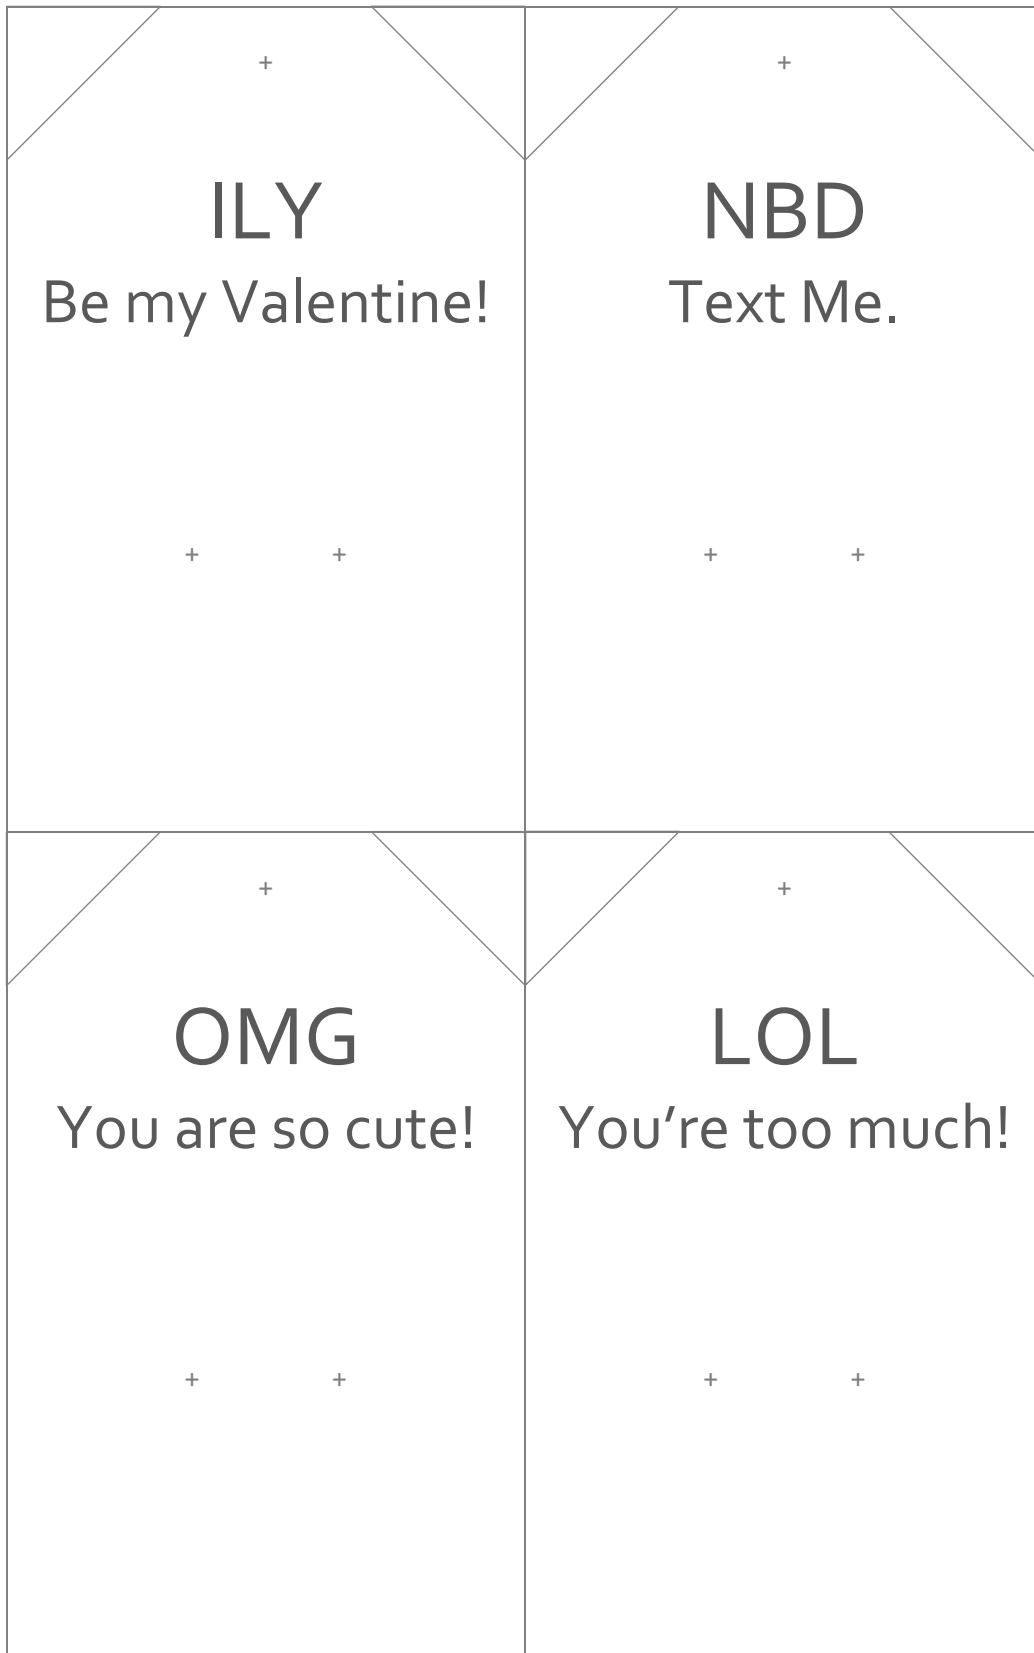 ILY
Be my Valentine!
NBD
Text Me.
OMG
You are so cute!
LOL
You’re too much!